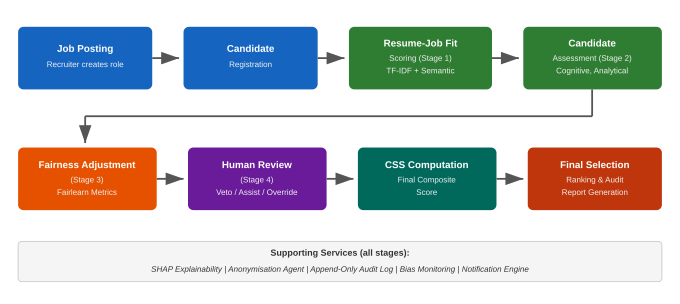 Job Posting
Recruiter creates role
Candidate
Registration
Resume-Job Fit
Scoring (Stage 1)
TF-IDF + Semantic
Candidate
Assessment (Stage 2)
Cognitive, Analytical
Fairness Adjustment
(Stage 3)
Fairlearn Metrics
Human Review
(Stage 4)
Veto / Assist / Override
CSS Computation
Final Composite
Score
Final Selection
Ranking & Audit
Report Generation
Supporting Services (all stages):
SHAP Explainability | Anonymisation Agent | Append-Only Audit Log | Bias Monitoring | Notification Engine